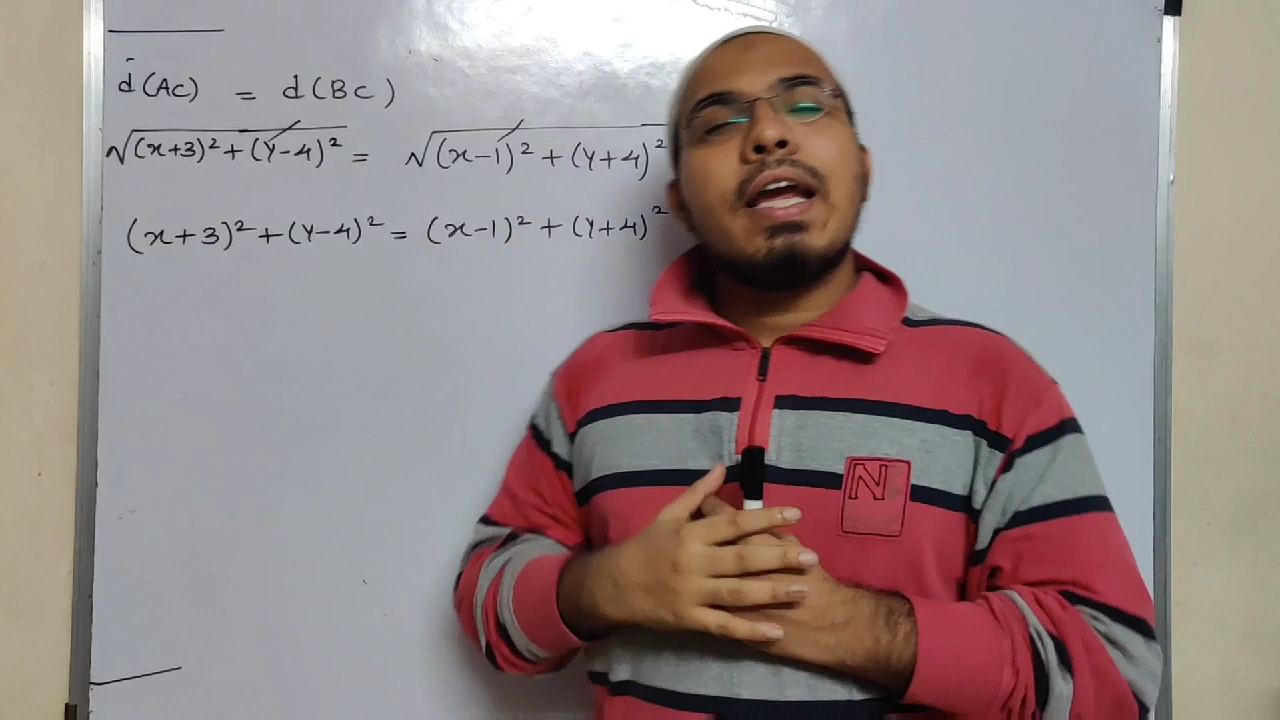 d(AC) = d(BC)
√(x+3)²+(y-4)² = √(x-1)²+(y+4)²
(x+3)²+(y-4)² = (x-1)²+(y+4)²
N